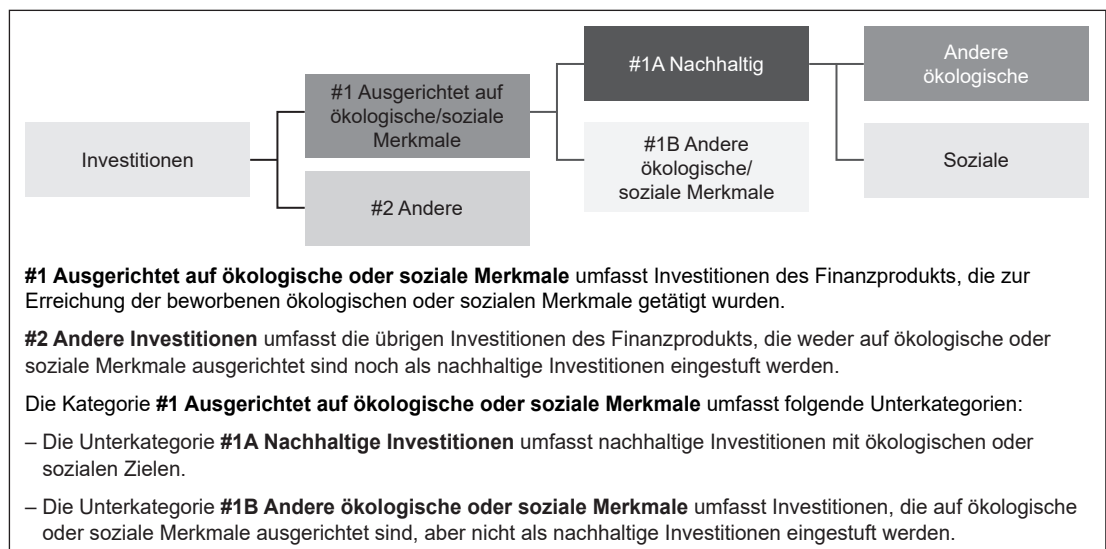 Investitionen
#1 Ausgerichtet auf
ökologische/soziale
Merkmale
#2 Andere
#1A Nachhaltig
#1B Andere
ökologische/
soziale Merkmale
Andere
ökologische
Soziale
#1 Ausgerichtet auf ökologische oder soziale Merkmale umfasst Investitionen des Finanzprodukts, die zur
Erreichung der beworbenen ökologischen oder sozialen Merkmale getätigt wurden.
#2 Andere Investitionen umfasst die übrigen Investitionen des Finanzprodukts, die weder auf ökologische oder
soziale Merkmale ausgerichtet sind noch als nachhaltige Investitionen eingestuft werden.
Die Kategorie #1 Ausgerichtet auf ökologische oder soziale Merkmale umfasst folgende Unterkategorien:
– Die Unterkategorie #1A Nachhaltige Investitionen umfasst nachhaltige Investitionen mit ökologischen oder
sozialen Zielen.
– Die Unterkategorie #1B Andere ökologische oder soziale Merkmale umfasst Investitionen, die auf ökologische
oder soziale Merkmale ausgerichtet sind, aber nicht als nachhaltige Investitionen eingestuft werden.